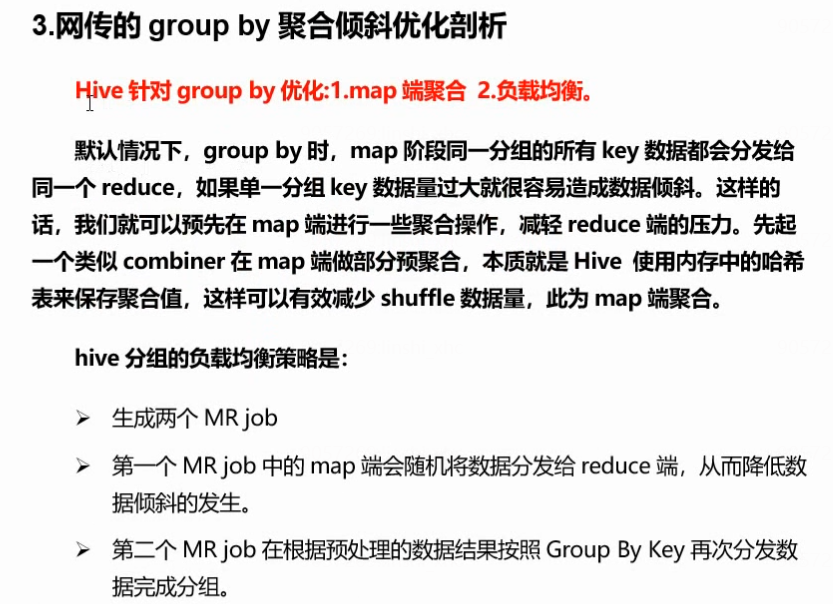 3.网传的 group by 聚合倾斜优化剖析
Hive 针对 group by 优化:1.map 端聚合 2.负载均衡。
默认情况下，group by 时，map 阶段同一分组的所有 key 数据都会分发给
同一个 reduce，如果单一分组 key 数据量过大就很容易造成数据倾斜。这样的
话，我们就可以预先在 map 端进行一些聚合操作，减轻 reduce 端的压力。先起
一个类似 combiner 在 map 端做部分预聚合，本质就是 Hive 使用内存中的哈希
表来保存聚合值，这样可以有效减少 shuffle 数据量，此为 map 端聚合。
hive 分组的负载均衡策略是：
➢ 生成两个 MR job
➢ 第一个 MR job 中的 map 端会随机将数据分发给 reduce 端，从而降低数
据倾斜的发生。
➢ 第二个 MR job 在根据预处理的数据结果按照 Group By Key 再次分发数
据完成分组。